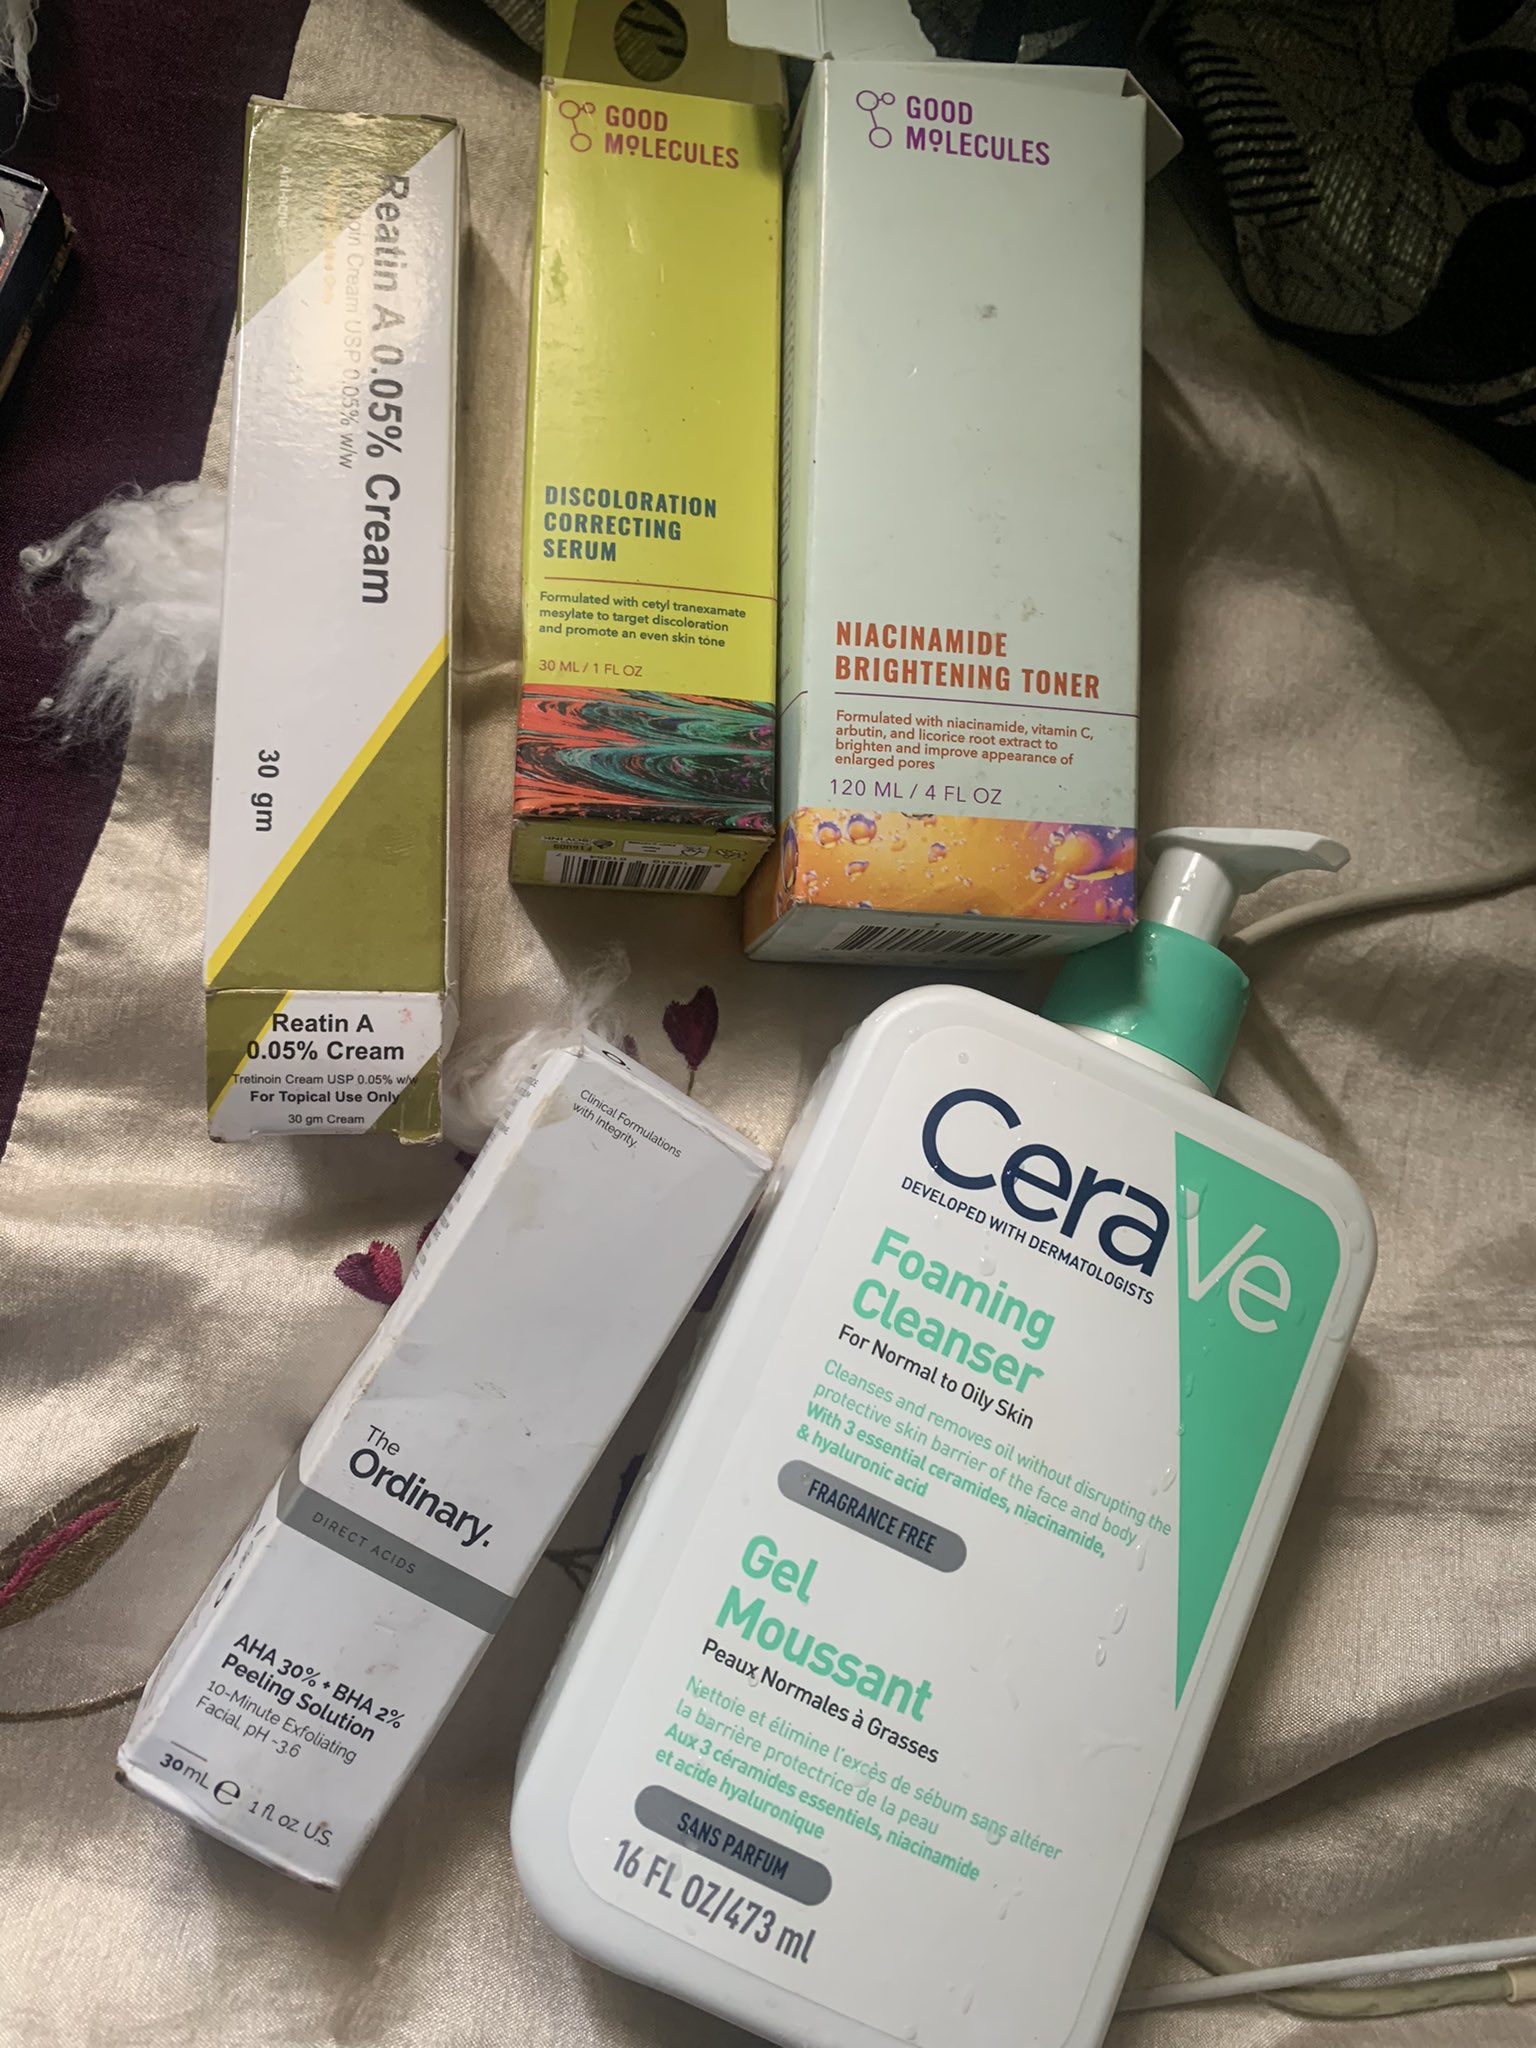 Reatin A 0.05% Cream
Cream USP 0.05% w/w
30 gm
Reatin A
0.05% Cream
Tretinoin Cream USP 0.05% w/w
For Topical Use Only
30 gm Cream
GOOD
MOLECULES
DISCOLORATION
CORRECTING
SERUM
Formulated with cetyl tranexamate
mesylate to target discoloration
and promote an even skin tone
30 ML / 1 FL OZ
GOOD
MOLECULES
NIACINAMIDE
BRIGHTENING TONER
Formulated with niacinamide, vitamin C,
arbutin, and licorice root extract to
brighten and improve appearance of
enlarged pores
120 ML / 4 FL OZ
Clinical Formulations
with Integrity.
The
Ordinary.
DIRECT ACIDS
AHA 30% + BHA 2%
Peeling Solution
10-Minute Exfoliating
Facial, pH ~3.6
30 mL e 1 fl oz U.S.
CeraVe
DEVELOPED WITH DERMATOLOGISTS
Foaming
Cleanser
For Normal to Oily Skin
Cleanses and removes oil without disrupting the
protective skin barrier of the face and body
With 3 essential ceramides, niacinamide,
& hyaluronic acid
FRAGRANCE FREE
Gel
Moussant
Peaux Normales à Grasses
Nettoie et élimine l'excès de sébum sans altérer
la barrière protectrice de la peau
Aux 3 céramides essentiels, niacinamide
et acide hyaluronique
SANS PARFUM
16 FL OZ/473 ml